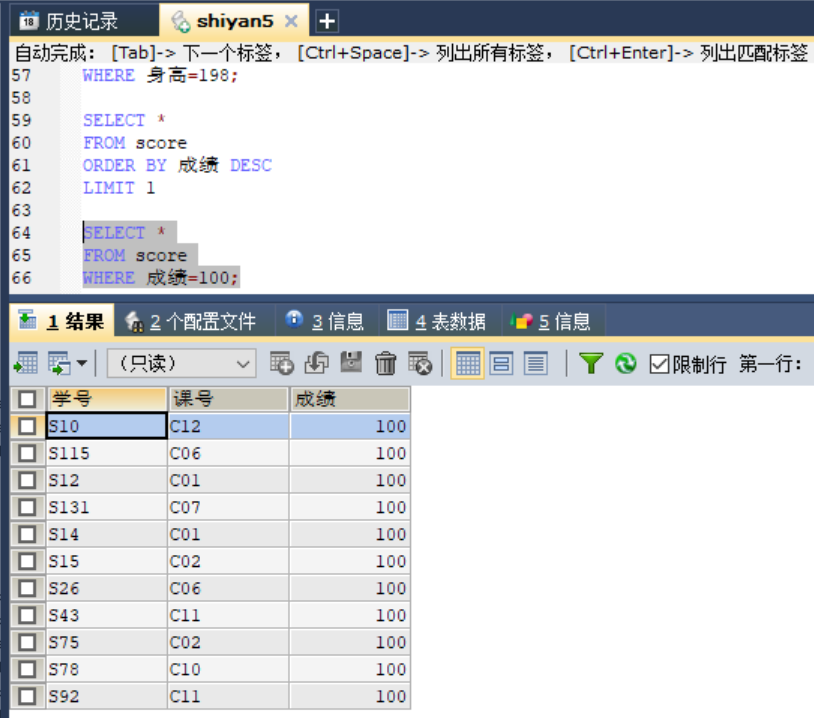 历史记录 shiyan5
自动完成： [Tab]-> 下一个标签， [Ctrl+Space]-> 列出所有标签， [Ctrl+Enter]-> 列出匹配标签
57 WHERE 身高=198;
58
59 SELECT *
60 FROM score
61 ORDER BY 成绩 DESC
62 LIMIT 1
63
64 SELECT *
65 FROM score
66 WHERE 成绩=100;
1 结果 2 个配置文件 3 信息 4 表数据 5 信息
（只读） 限制行 第一行：
学号 课号 成绩
S10 C12 100
S115 C06 100
S12 C01 100
S131 C07 100
S14 C01 100
S15 C02 100
S26 C06 100
S43 C11 100
S75 C02 100
S78 C10 100
S92 C11 100